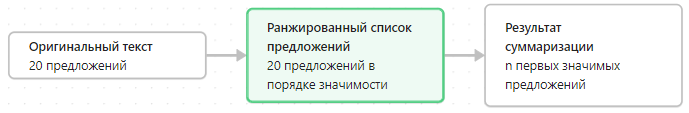 Оригинальный текст
20 предложений
Ранжированный список
предложений
20 предложений в
порядке значимости
Результат
суммаризации
n первых значимых
предложений